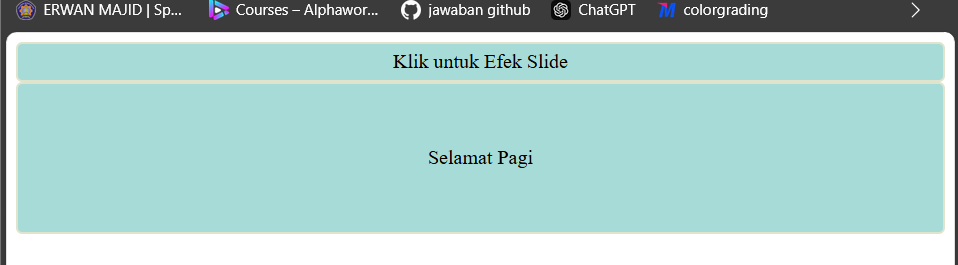 ERWAN MAJID | Sp...
Courses – Alphawor...
jawaban github
ChatGPT
colorgrading
Klik untuk Efek Slide
Selamat Pagi